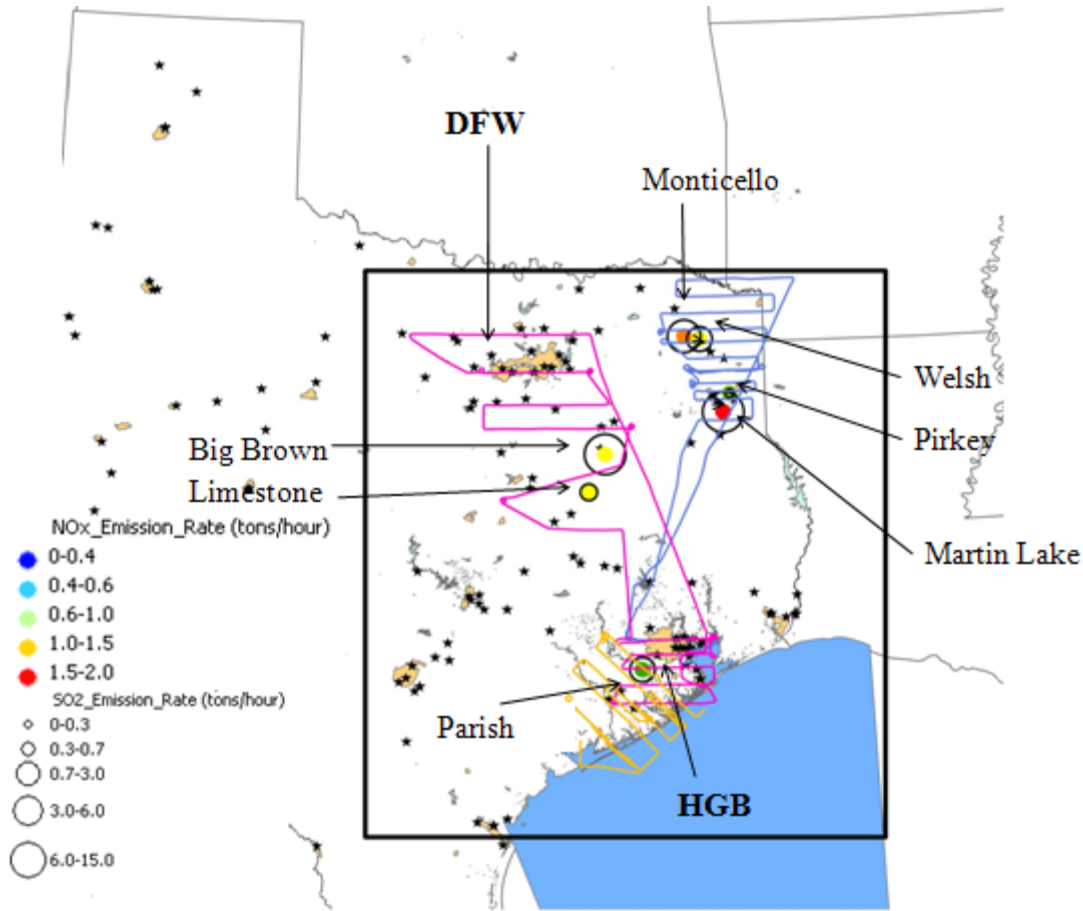 DFW
Monticello
Welsh
Pirkey
Big Brown
Limestone
Martin Lake
NOx_Emission_Rate (tons/hour)
0-0.4
0.4-0.6
0.6-1.0
1.0-1.5
1.5-2.0
SO2_Emission_Rate (tons/hour)
0-0.3
0.3-0.7
0.7-3.0
3.0-6.0
6.0-15.0
Parish
HGB